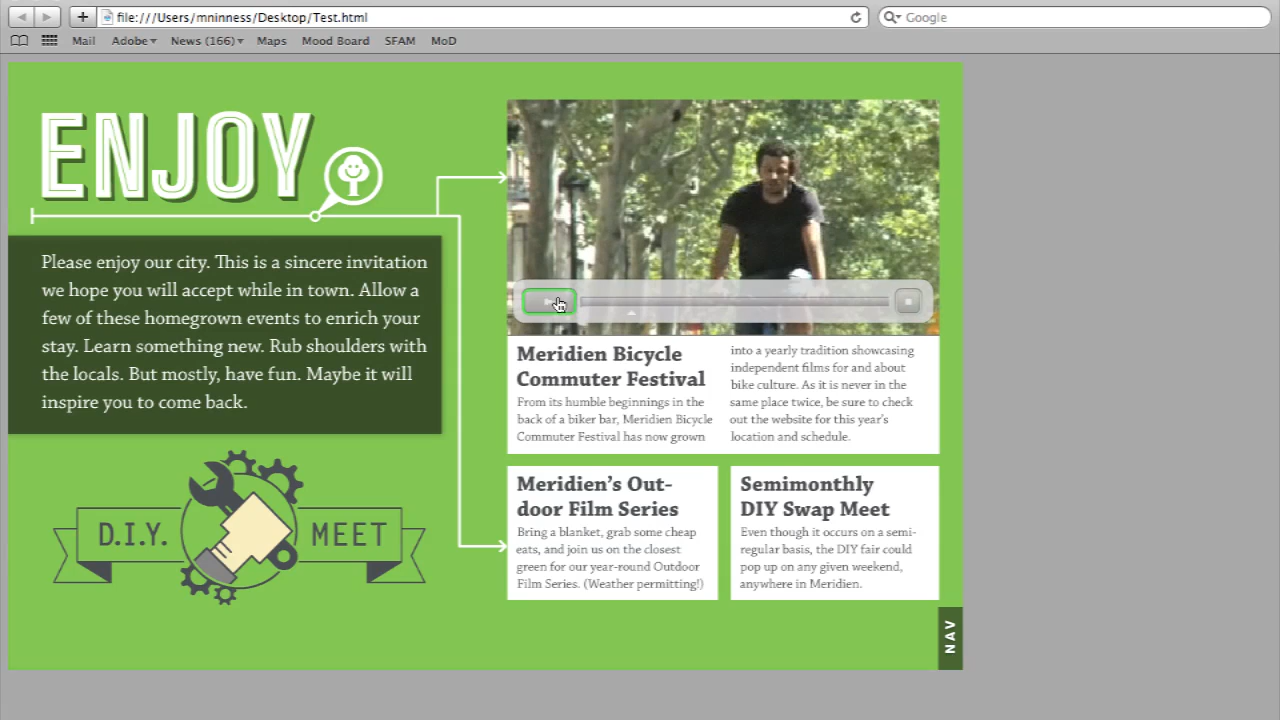 file:///Users/mninness/Desktop/Test.html
Google
Mail
Adobe
News (166)
Maps
Mood Board
SFAM
MoD
ENJOY
Please enjoy our city. This is a sincere invitation
we hope you will accept while in town. Allow a
few of these homegrown events to enrich your
stay. Learn something new. Rub shoulders with
the locals. But mostly, have fun. Maybe it will
inspire you to come back.
D.I.Y. MEET
Meridien Bicycle
Commuter Festival
From its humble beginnings in the
back of a biker bar, Meridien Bicycle
Commuter Festival has now grown
into a yearly tradition showcasing
independent films for and about
bike culture. As it is never in the
same place twice, be sure to check
out the website for this year's
location and schedule.
Meridien's Out-
door Film Series
Bring a blanket, grab some cheap
eats, and join us on the closest
green for our year-round Outdoor
Film Series. (Weather permitting!)
Semimonthly
DIY Swap Meet
Even though it occurs on a semi-
regular basis, the DIY fair could
pop up on any given weekend,
anywhere in Meridien.
NAV